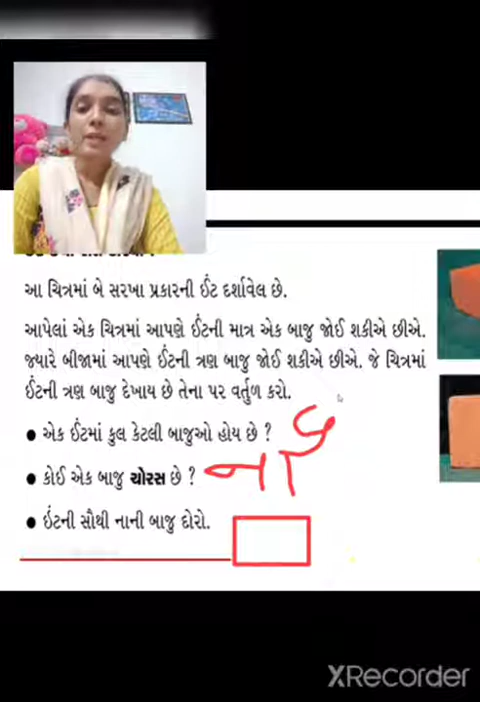 આ ચિત્રમાં બે સરખા પ્રકારની ઈંટ દર્શાવેલ છે.
આપેલાં એક ચિત્રમાં આપણે ઈંટની માત્ર એક બાજુ જોઈ શકીએ છીએ.
જ્યારે બીજામાં આપણે ઈંટની ત્રણ બાજુ જોઈ શકીએ છીએ. જે ચિત્રમાં
ઈંટની ત્રણ બાજુ દેખાય છે તેના પર વર્તુળ કરો.
● એક ઈંટમાં કુલ કેટલી બાજુઓ હોય છે ? ૬
● કોઈ એક બાજુ ચોરસ છે ? ના
● ઇંટની સૌથી નાની બાજુ દોરો.
XRecorder